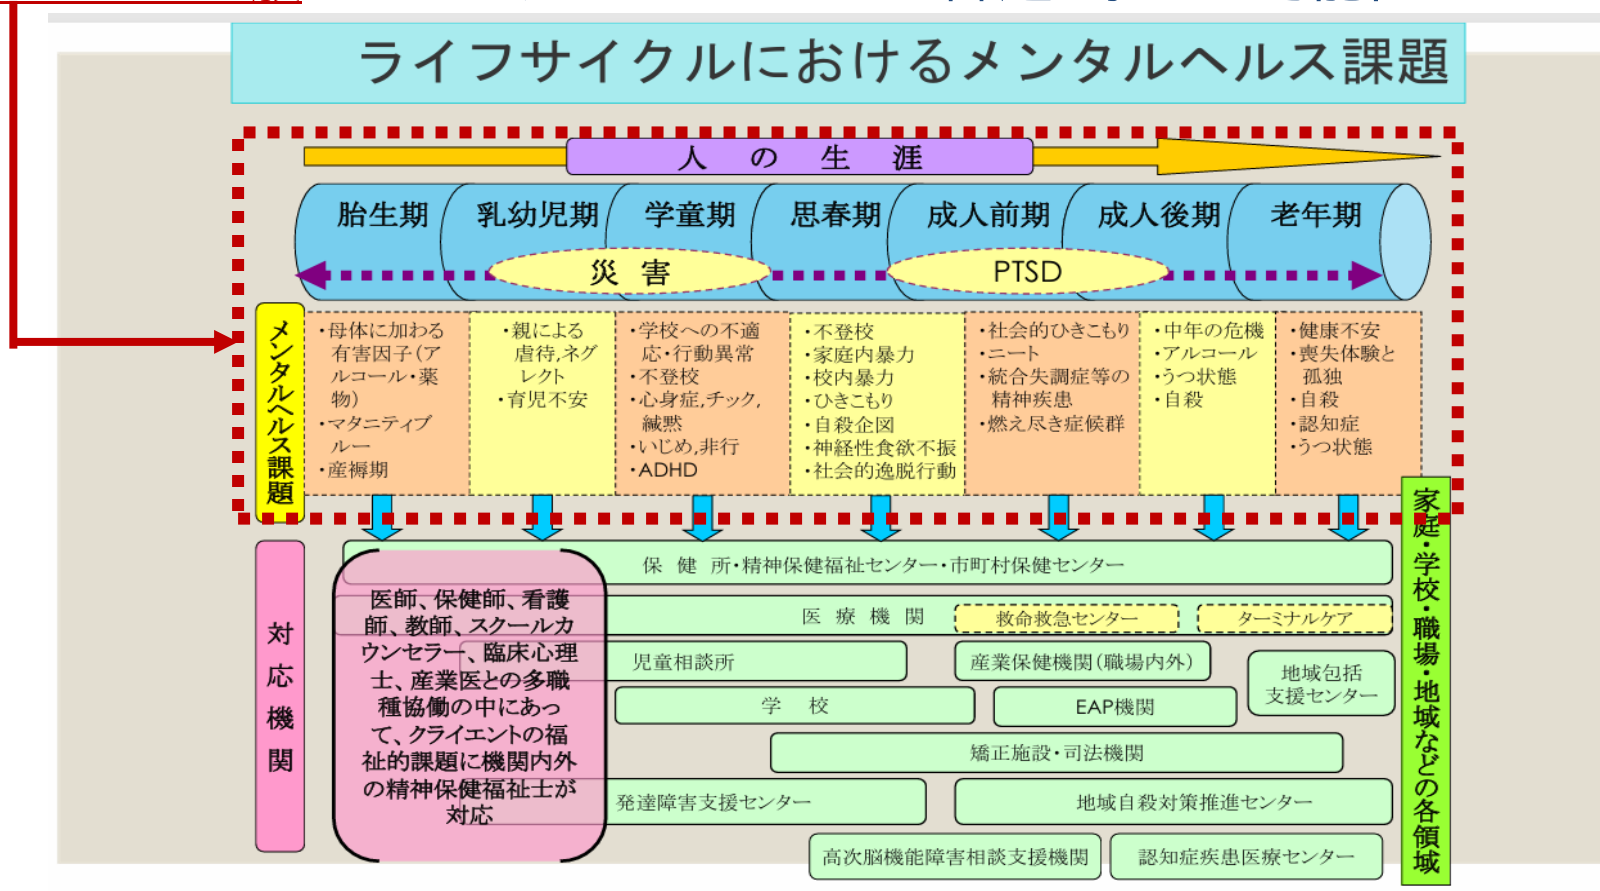 ライフサイクルにおけるメンタルヘルス課題
人の生涯
胎生期
乳幼児期
学童期
思春期
成人前期
成人後期
老年期
災害
PTSD
メンタルヘルス課題
・母体に加わる
有害因子(ア
ルコール・薬
物)
・マタニティブ
ルー
・産褥期
・親による
虐待,ネグ
レクト
・育児不安
・学校への不適
応・行動異常
・不登校
・心身症,チック,
緘黙
・いじめ,非行
・ADHD
・不登校
・家庭内暴力
・校内暴力
・ひきこもり
・自殺企図
・神経性食欲不振
・社会的逸脱行動
・社会的ひきこもり
・ニート
・統合失調症等の
精神疾患
・燃え尽き症候群
・中年の危機
・アルコール
・うつ状態
・自殺
・健康不安
・喪失体験と
孤独
・自殺
・認知症
・うつ状態
家庭・学校・職場・地域などの各領域
対応機関
保健所・精神保健福祉センター・市町村保健センター
医師、保健師、看護
師、教師、スクールカ
ウンセラー、臨床心理
士、産業医との多職
種協働の中にあっ
て、クライエントの福
祉的課題に機関内外
の精神保健福祉士が
対応
医療機関
救命救急センター
ターミナルケア
児童相談所
産業保健機関(職場内外)
地域包括
支援センター
学校
EAP機関
矯正施設・司法機関
発達障害支援センター
地域自殺対策推進センター
高次脳機能障害相談支援機関
認知症疾患医療センター